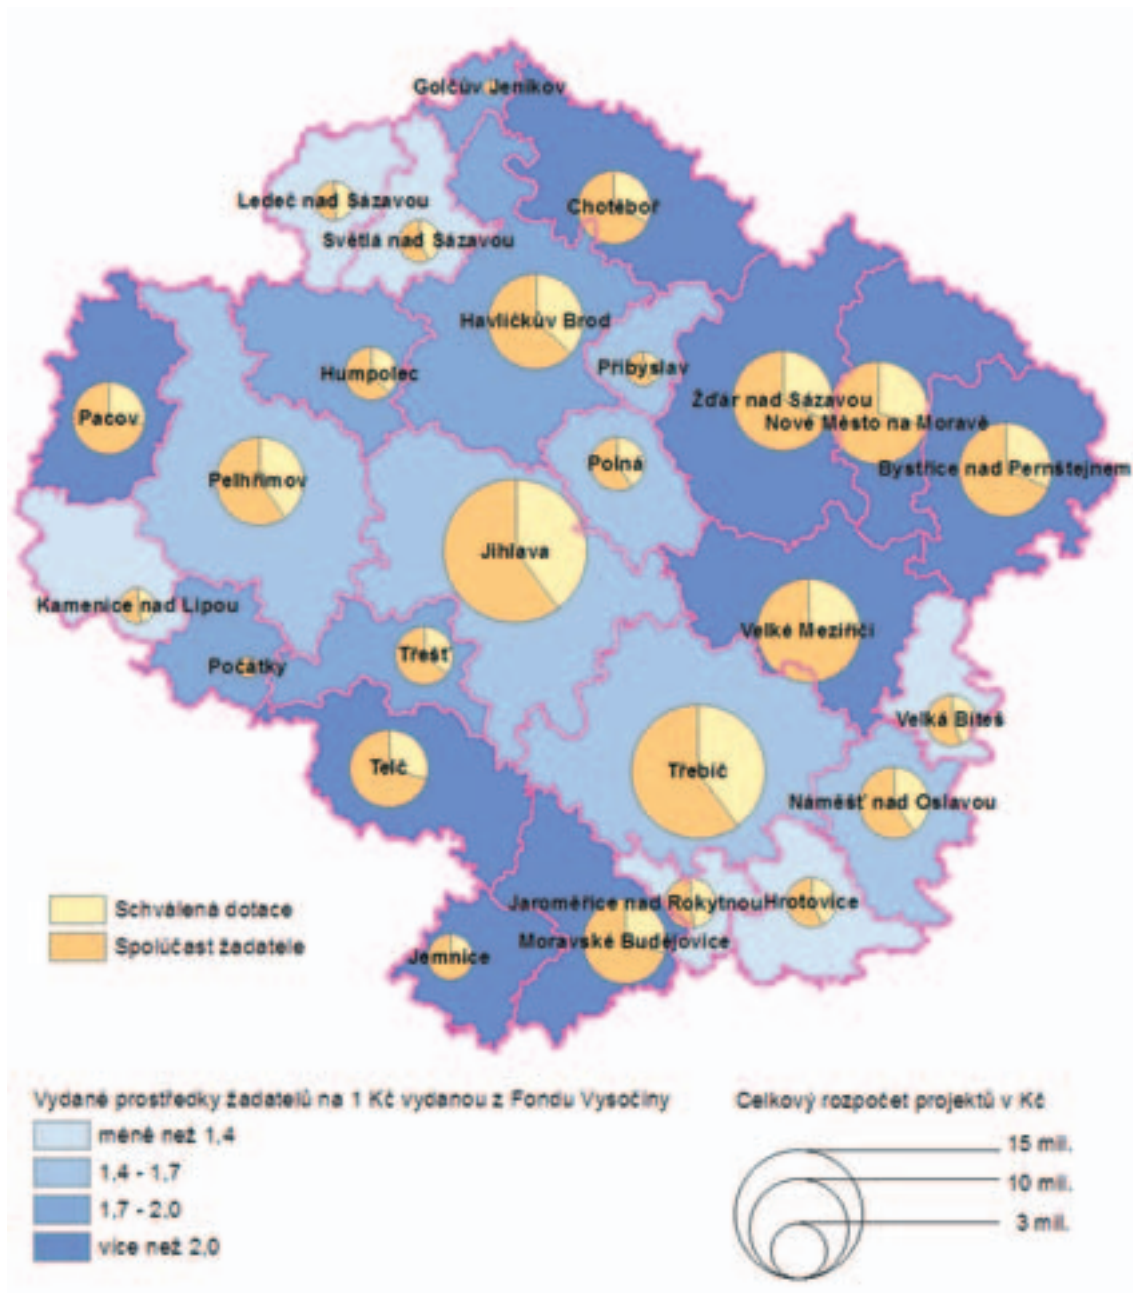 Golčův Jeníkov
Ledeč nad Sázavou
Chotěboř
Světlá nad Sázavou
Havlíčkův Brod
Přibyslav
Humpolec
Žďár nad Sázavou
Pacov
Nové Město na Moravě
Polná
Bystřice nad Pernštejnem
Pelhřimov
Jihlava
Kamenice nad Lipou
Velké Meziříčí
Třešť
Počátky
Velká Bíteš
Telč
Třebíč
Náměšť nad Oslavou
Jaroměřice nad Rokytnou
Hrotovice
Moravské Budějovice
Jemnice
Schválená dotace
Spoluúčast žadatele
Vydané prostředky žadatelů na 1 Kč vydanou z Fondu Vysočiny
méně než 1,4
1,4 - 1,7
1,7 - 2,0
více než 2,0
Celkový rozpočet projektů v Kč
15 mil.
10 mil.
3 mil.